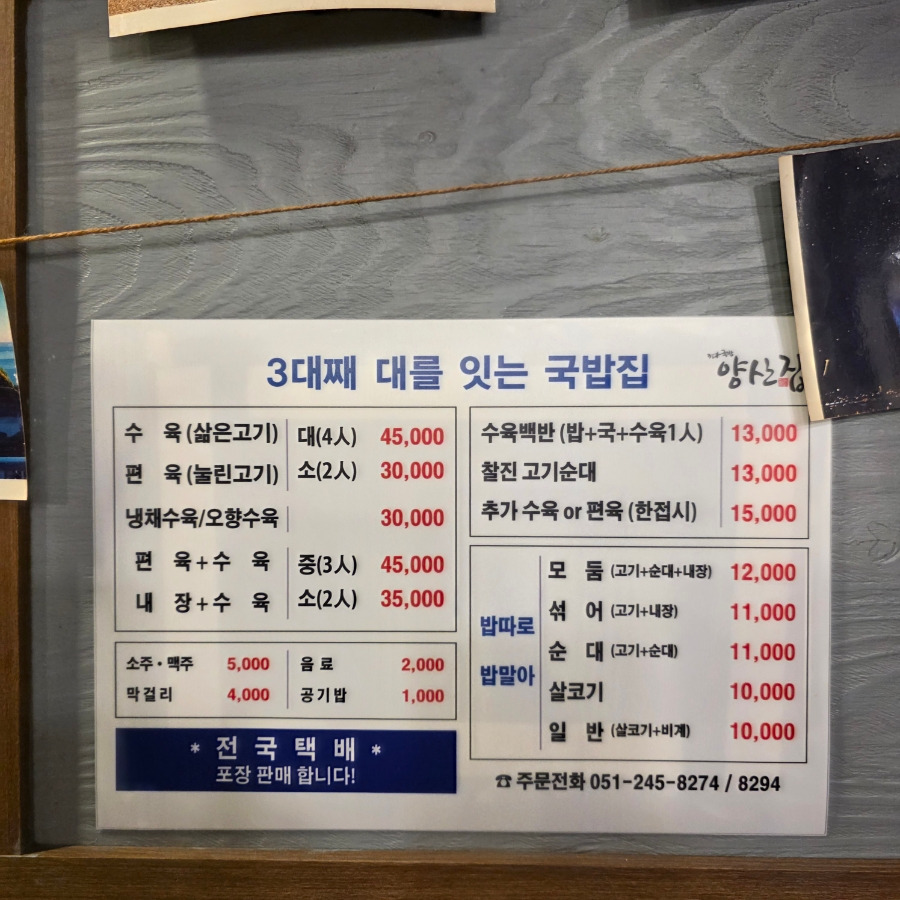 3대째 대를 잇는 국밥집
양산집
수 육 (삶은고기) 대(4人) 45,000
편 육 (눌린고기) 소(2人) 30,000
냉채수육/오향수육 30,000
편 육 + 수 육 중(3人) 45,000
내 장 + 수 육 소(2人) 35,000
소주 · 맥주 5,000 음 료 2,000
막걸리 4,000 공기밥 1,000
* 전 국 택 배 *
포장 판매 합니다!
수육백반 (밥+국+수육1人) 13,000
찰진 고기순대 13,000
추가 수육 or 편육 (한접시) 15,000
밥따로
밥말아
모 둠 (고기+순대+내장) 12,000
섞 어 (고기+내장) 11,000
순 대 (고기+순대) 11,000
살코기 10,000
일 반 (살코기+비계) 10,000
☎ 주문전화 051-245-8274 / 8294